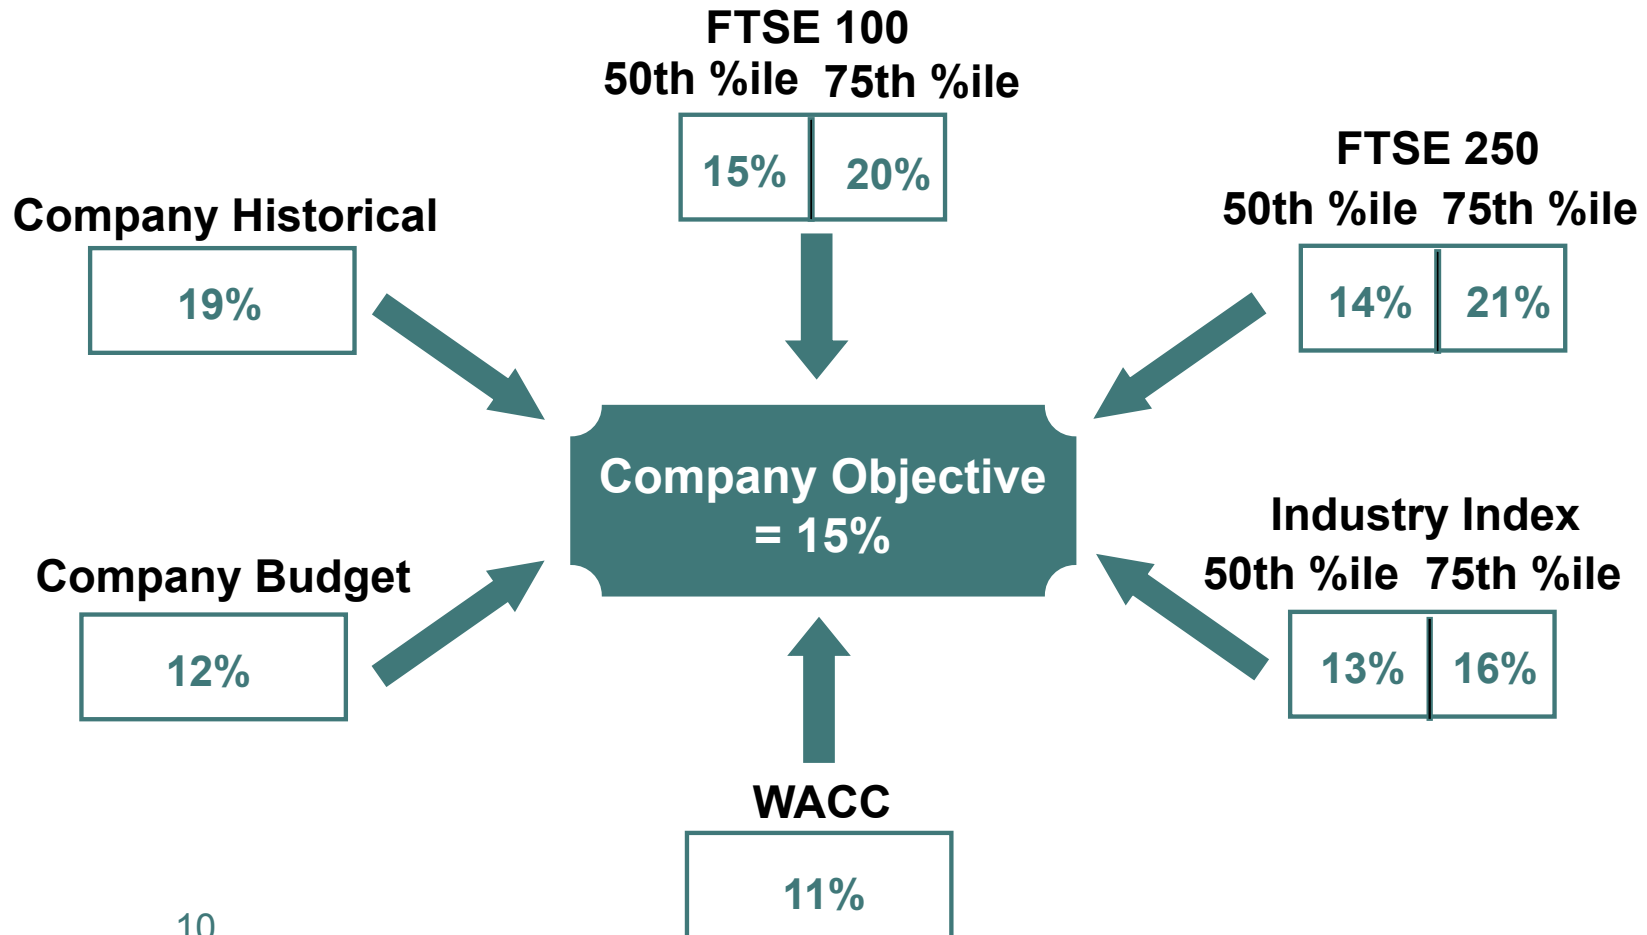 FTSE 100
50th %ile 75th %ile
15% 20%
FTSE 250
50th %ile 75th %ile
14% 21%
Company Historical
19%
Company Objective
= 15%
Industry Index
50th %ile 75th %ile
13% 16%
Company Budget
12%
WACC
11%
10